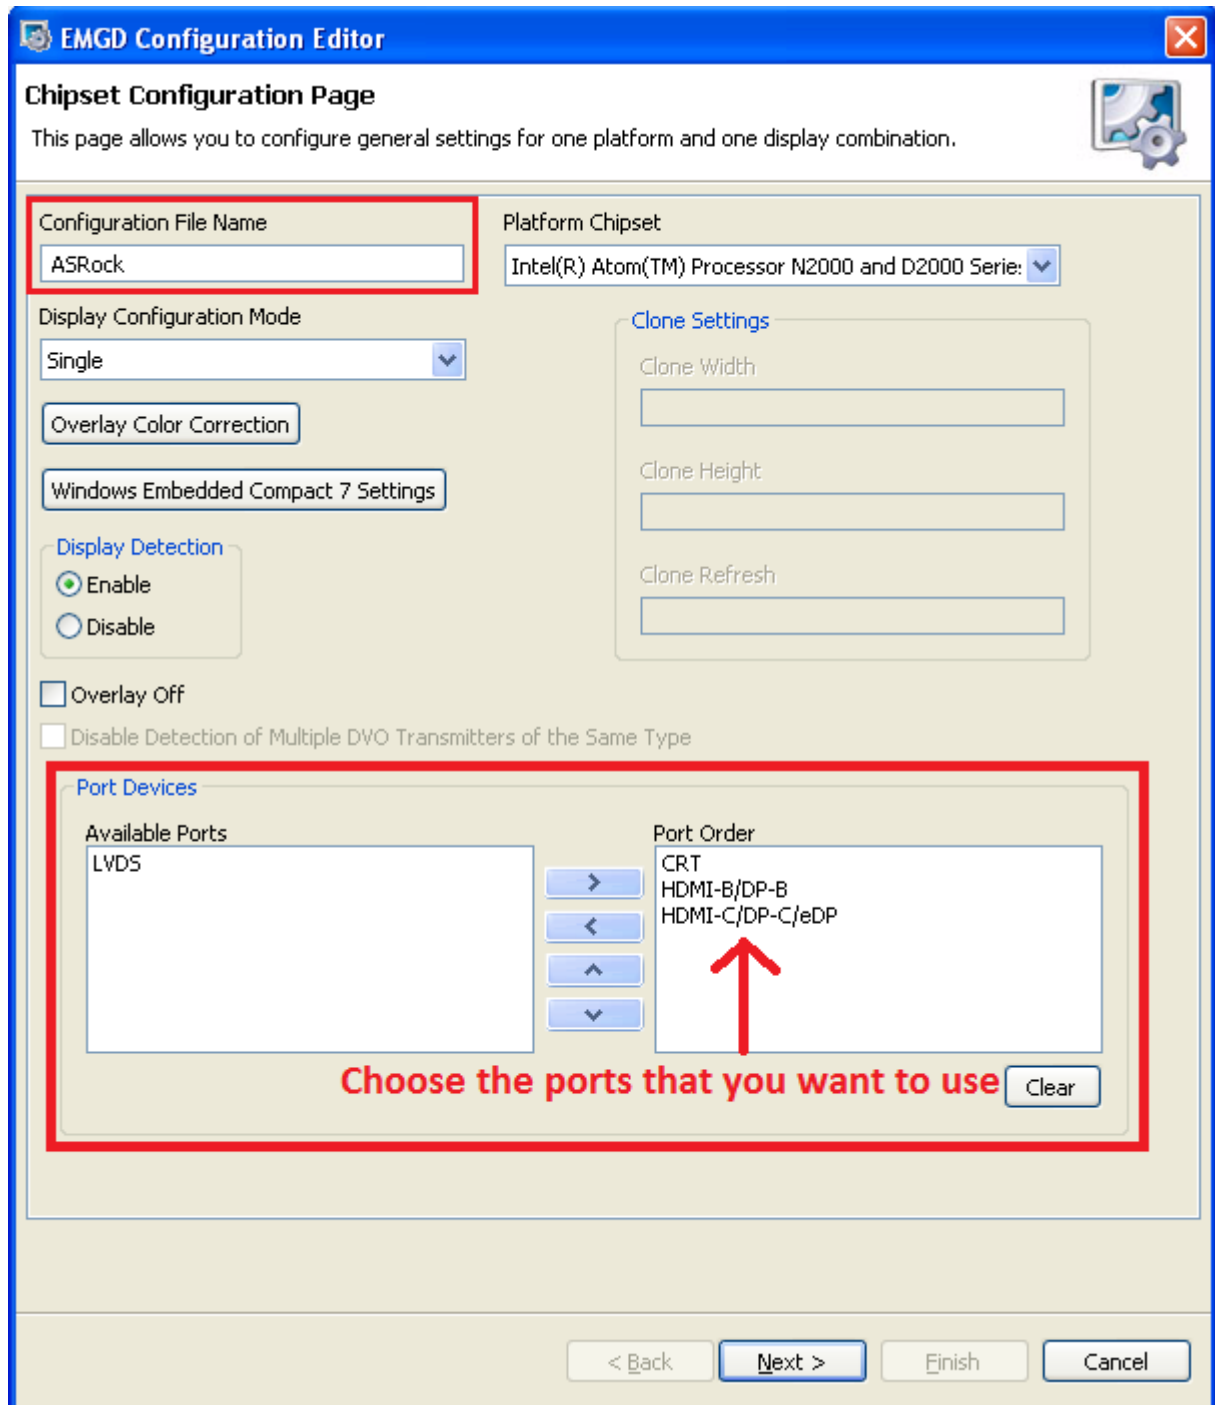 EMGD Configuration Editor
Chipset Configuration Page
This page allows you to configure general settings for one platform and one display combination.
Configuration File Name
Platform Chipset
ASRock
Intel(R) Atom(TM) Processor N2000 and D2000 Serie:
Display Configuration Mode
Clone Settings
Single
Clone Width
Overlay Color Correction
Clone Height
Windows Embedded Compact 7 Settings
Display Detection
Clone Refresh
Enable
Disable
Overlay Off
Disable Detection of Multiple DVO Transmitters of the Same Type
Port Devices
Available Ports
Port Order
LVDS
CRT
HDMI-B/DP-B
HDMI-C/DP-C/eDP
>
<
^
v
Choose the ports that you want to use
Clear
< Back
Next >
Finish
Cancel